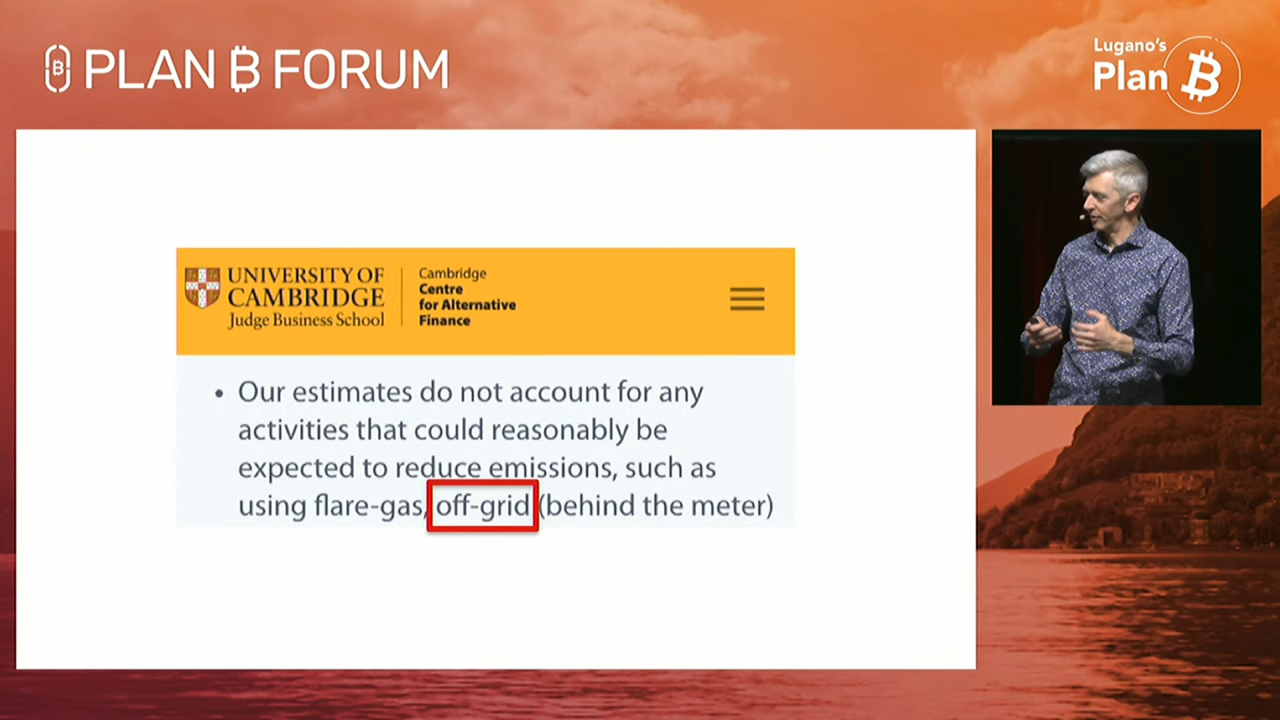 PLAN B FORUM
Lugano's
Plan B
UNIVERSITY OF
CAMBRIDGE
Judge Business School
Cambridge
Centre
for Alternative
Finance
• Our estimates do not account for any
activities that could reasonably be
expected to reduce emissions, such as
using flare-gas, off-grid (behind the meter)